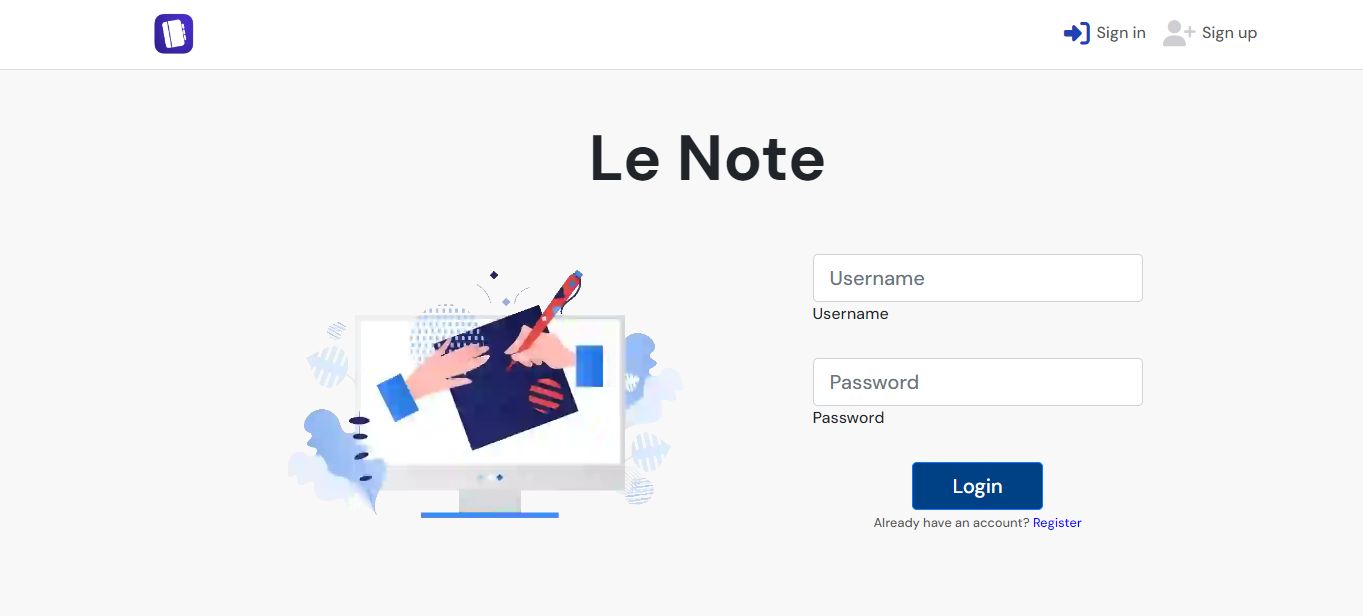 Sign in
Sign up
Le Note
Username
Username
Password
Password
Login
Already have an account? Register